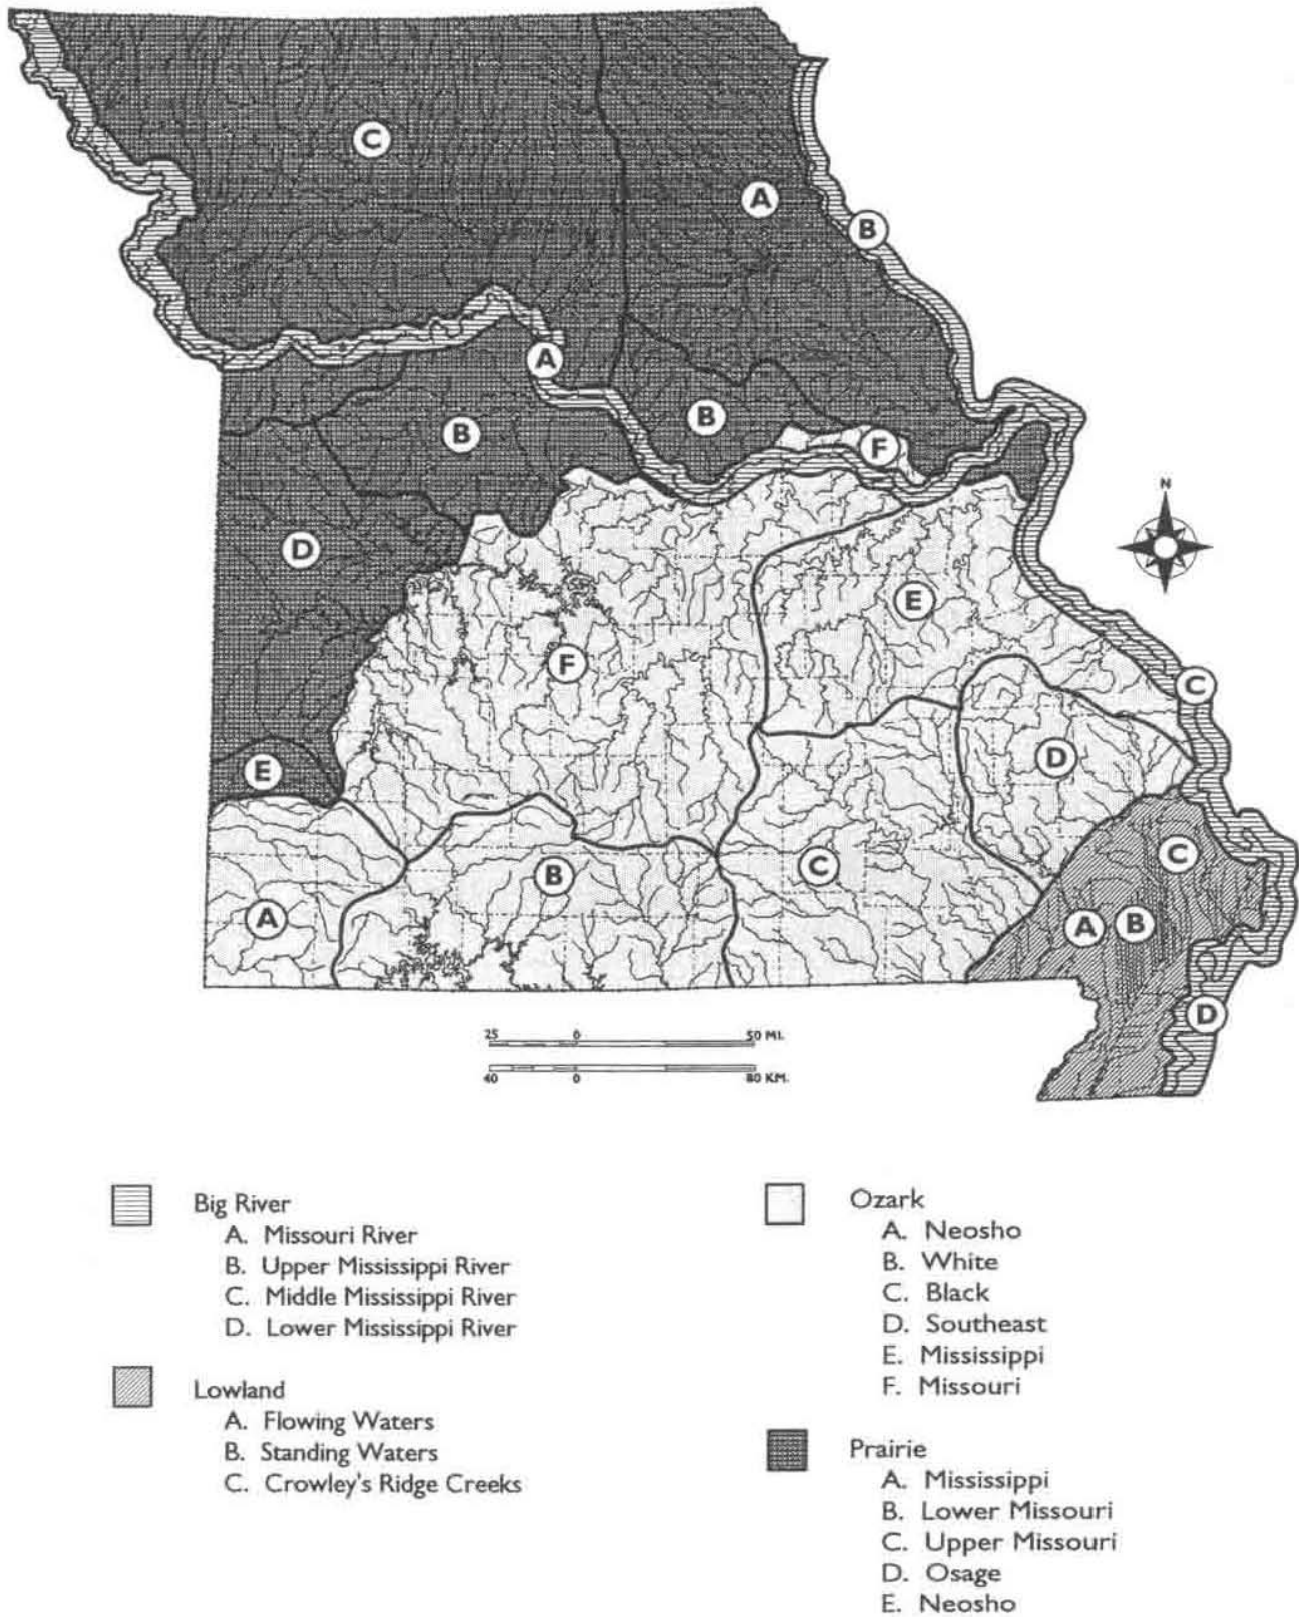 C
A
B
A
B
B
F
N
D
E
F
C
D
E
C
B
C
A
A
B
D
25 0 50 MI.
40 0 80 KM.
Big River
A. Missouri River
B. Upper Mississippi River
C. Middle Mississippi River
D. Lower Mississippi River
Lowland
A. Flowing Waters
B. Standing Waters
C. Crowley's Ridge Creeks
Ozark
A. Neosho
B. White
C. Black
D. Southeast
E. Mississippi
F. Missouri
Prairie
A. Mississippi
B. Lower Missouri
C. Upper Missouri
D. Osage
E. Neosho